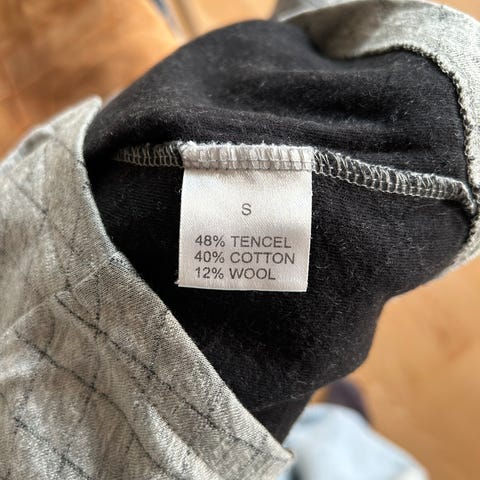 S
48% TENCEL
40% COTTON
12% WOOL